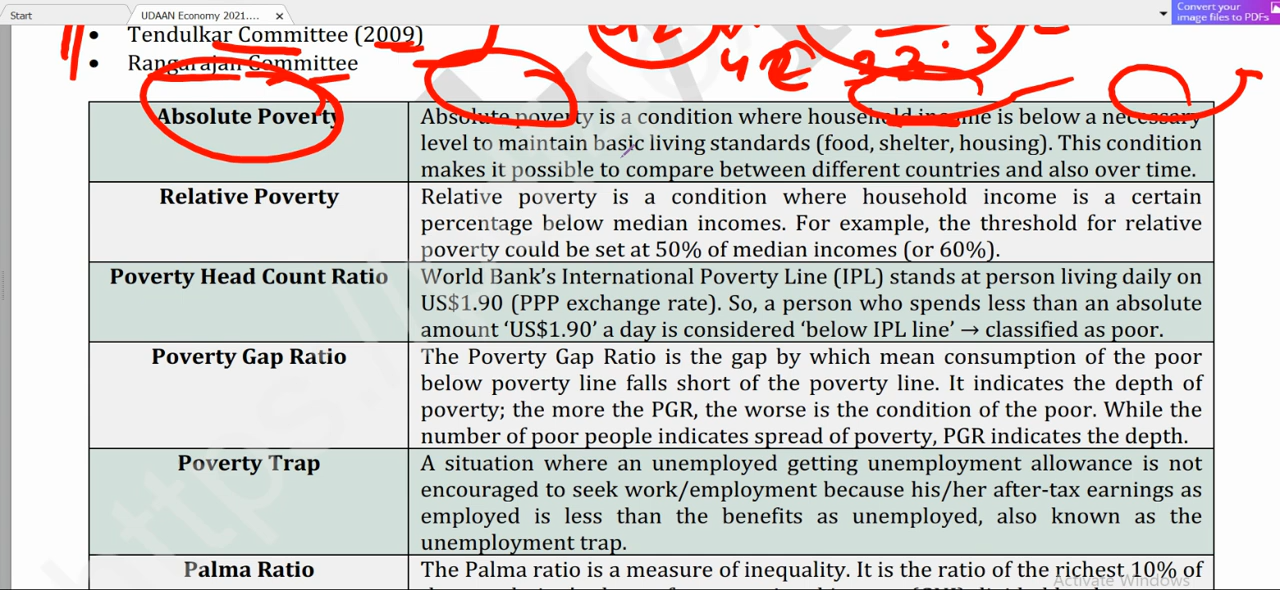 Start
UDAAN Economy 2021....
Convert your
image files to PDFs
• Tendulkar Committee (2009)
• Rangarajan Committee
Absolute Poverty
Absolute poverty is a condition where household income is below a necessary
level to maintain basic living standards (food, shelter, housing). This condition
makes it possible to compare between different countries and also over time.
Relative Poverty
Relative poverty is a condition where household income is a certain
percentage below median incomes. For example, the threshold for relative
poverty could be set at 50% of median incomes (or 60%).
Poverty Head Count Ratio
World Bank's International Poverty Line (IPL) stands at person living daily on
US$1.90 (PPP exchange rate). So, a person who spends less than an absolute
amount 'US$1.90' a day is considered 'below IPL line' → classified as poor.
Poverty Gap Ratio
The Poverty Gap Ratio is the gap by which mean consumption of the poor
below poverty line falls short of the poverty line. It indicates the depth of
poverty; the more the PGR, the worse is the condition of the poor. While the
number of poor people indicates spread of poverty, PGR indicates the depth.
Poverty Trap
A situation where an unemployed getting unemployment allowance is not
encouraged to seek work/employment because his/her after-tax earnings as
employed is less than the benefits as unemployed, also known as the
unemployment trap.
Palma Ratio
The Palma ratio is a measure of inequality. It is the ratio of the richest 10% of
Activate Windows